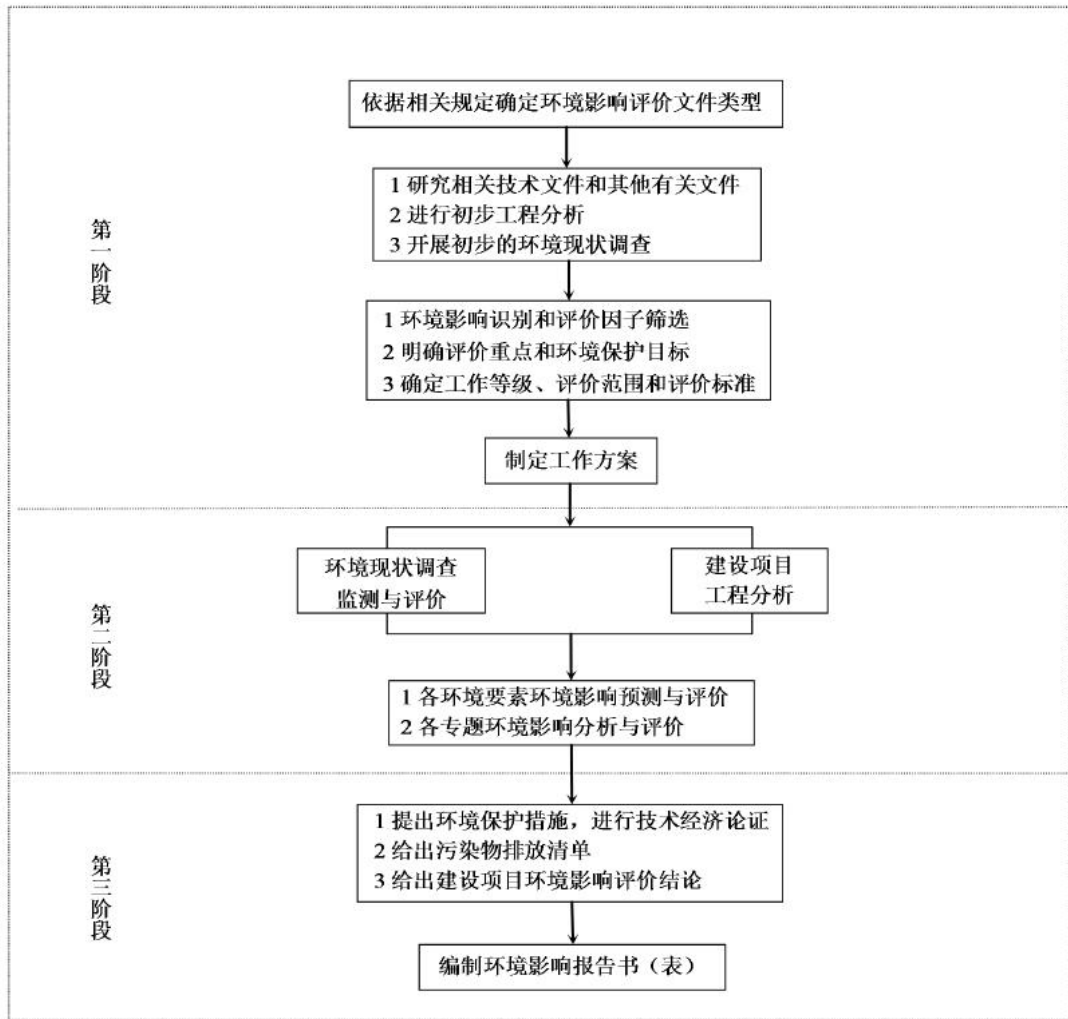 依据相关规定确定环境影响评价文件类型
1 研究相关技术文件和其他有关文件
2 进行初步工程分析
3 开展初步的环境现状调查
第一阶段
1 环境影响识别和评价因子筛选
2 明确评价重点和环境保护目标
3 确定工作等级、评价范围和评价标准
制定工作方案
环境现状调查
监测与评价
建设项目
工程分析
第二阶段
1 各环境要素环境影响预测与评价
2 各专题环境影响分析与评价
1 提出环境保护措施，进行技术经济论证
2 给出污染物排放清单
3 给出建设项目环境影响评价结论
第三阶段
编制环境影响报告书（表）